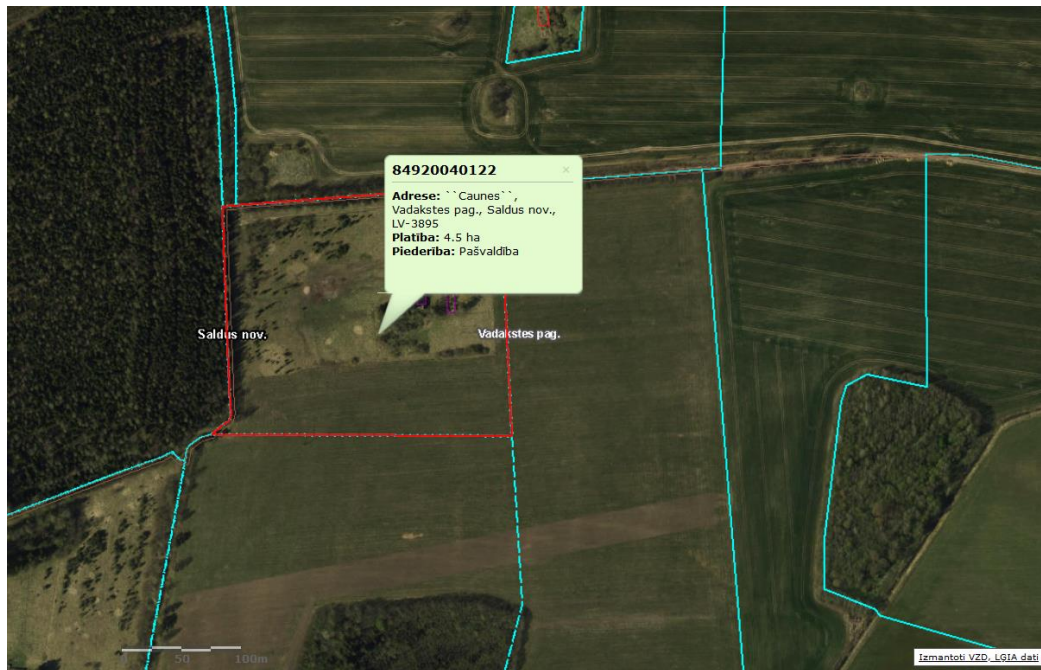 84920040122
×
Adrese: ``Caunes``,
Vadakstes pag., Saldus nov.,
LV-3895
Platība: 4.5 ha
Piederība: Pašvaldība
Saldus nov.
Vadakstes pag.
50 100m
Izmantoti VZD, LĢIA dati